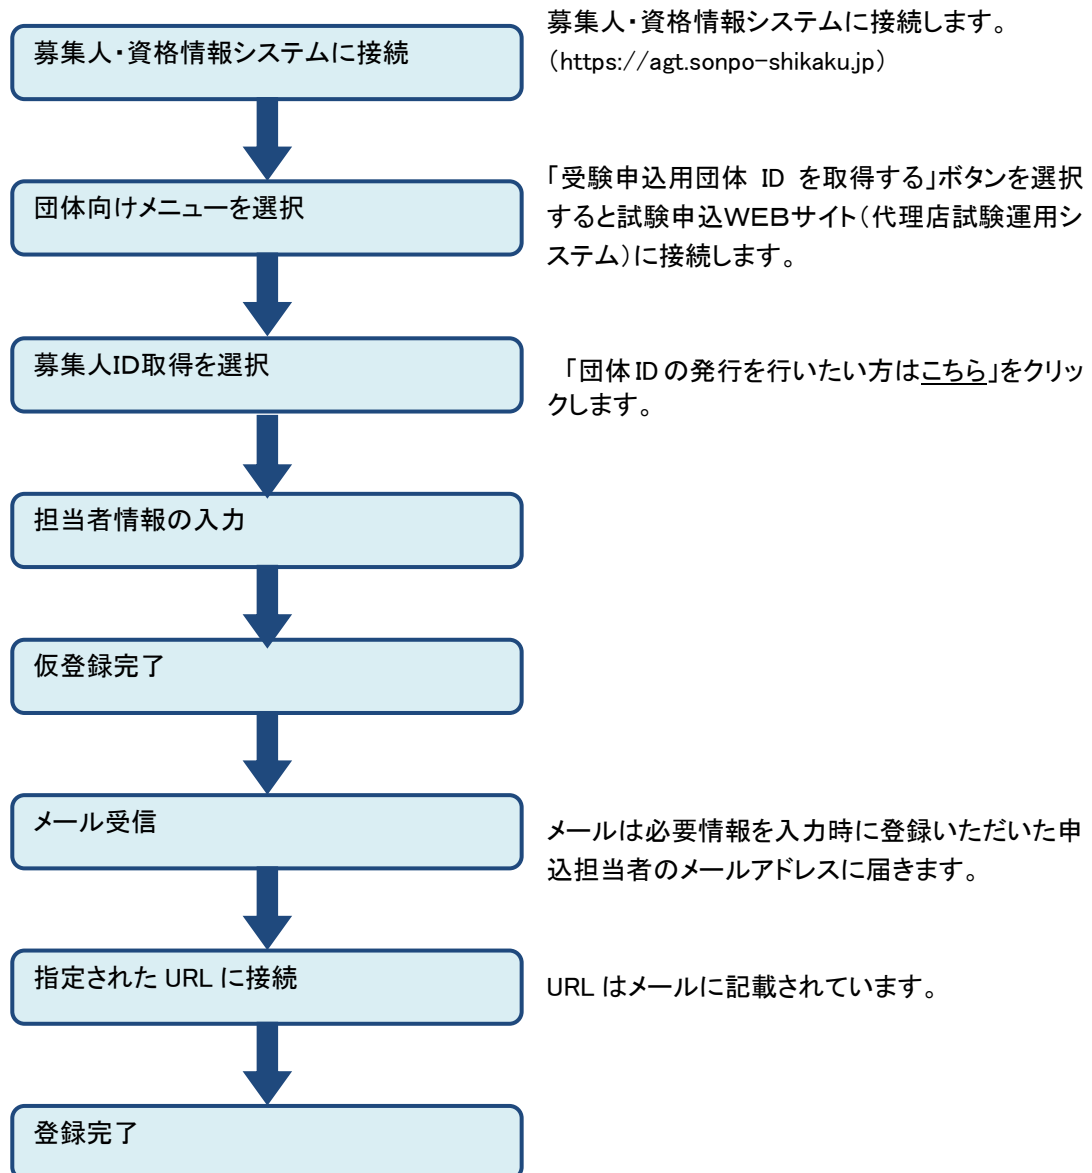 募集人・資格情報システムに接続
募集人・資格情報システムに接続します。
（https://agt.sonpo-shikaku.jp）
団体向けメニューを選択
「受験申込用団体 ID を取得する」ボタンを選択
すると試験申込ＷＥＢサイト（代理店試験運用シ
ステム）に接続します。
募集人ＩＤ取得を選択
「団体 ID の発行を行いたい方はこちら」をクリッ
クします。
担当者情報の入力
仮登録完了
メール受信
メールは必要情報を入力時に登録いただいた申
込担当者のメールアドレスに届きます。
指定された URL に接続
URL はメールに記載されています。
登録完了